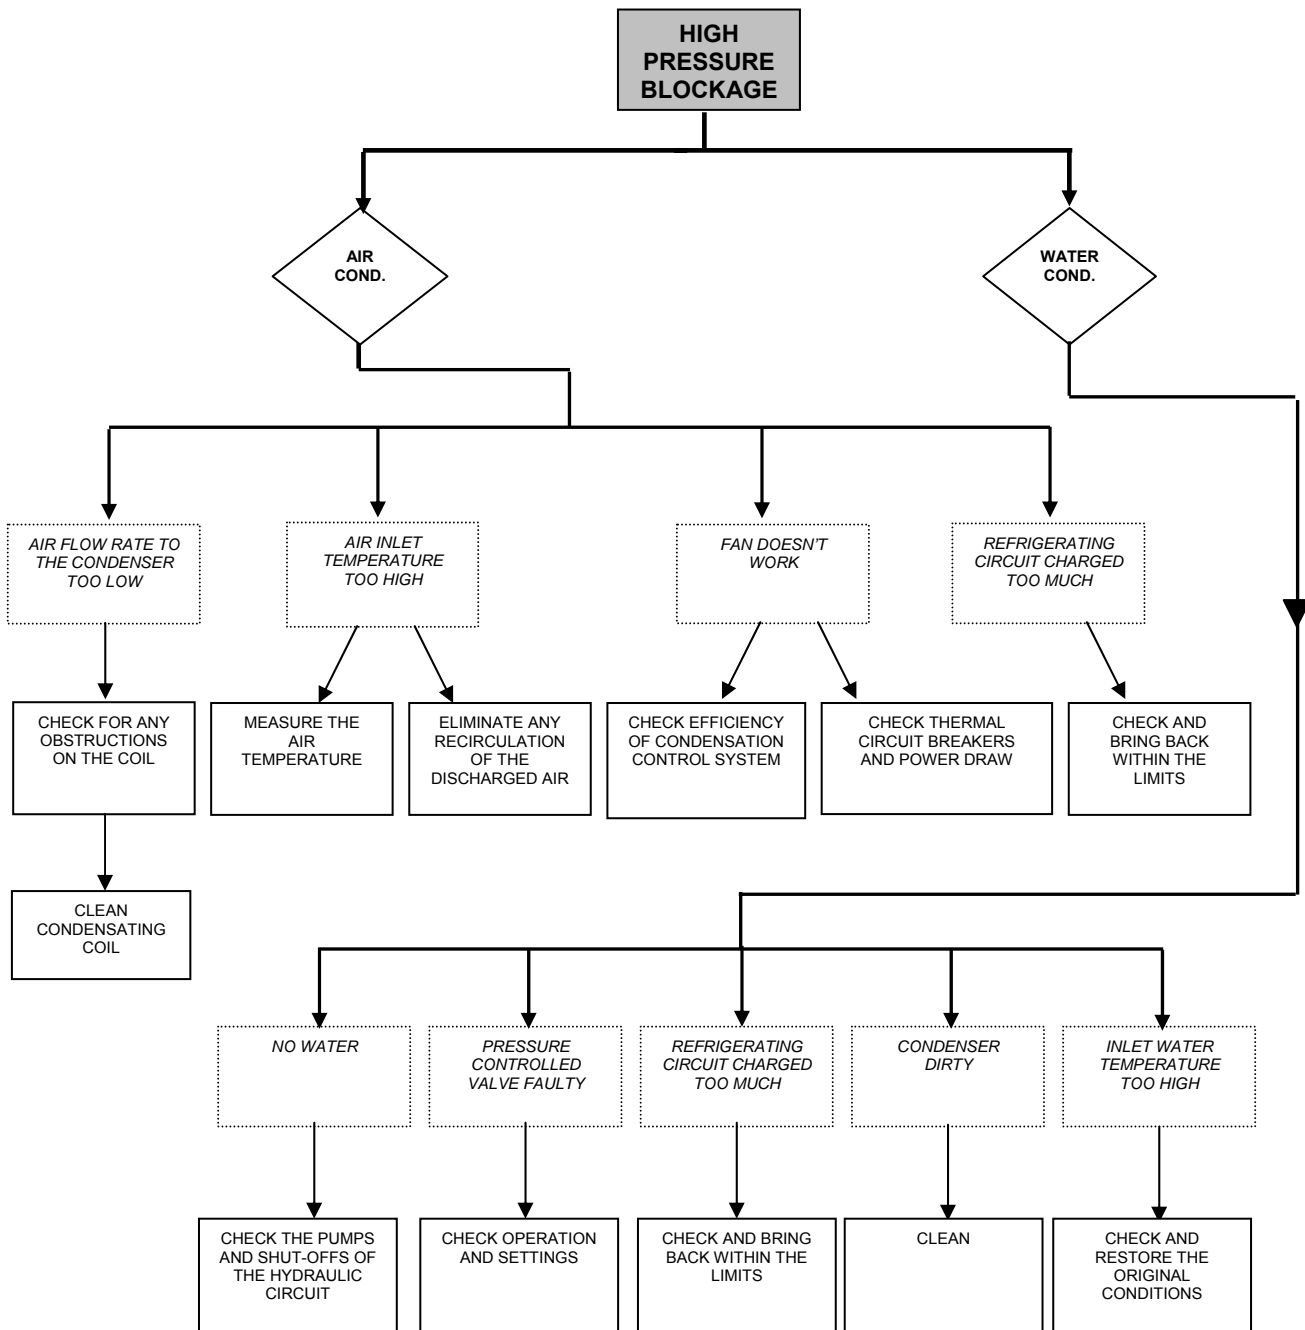 HIGH
PRESSURE
BLOCKAGE
AIR
COND.
WATER
COND.
AIR FLOW RATE TO
THE CONDENSER
TOO LOW
AIR INLET
TEMPERATURE
TOO HIGH
FAN DOESN'T
WORK
REFRIGERATING
CIRCUIT CHARGED
TOO MUCH
CHECK FOR ANY
OBSTRUCTIONS
ON THE COIL
MEASURE THE
AIR
TEMPERATURE
ELIMINATE ANY
RECIRCULATION
OF THE
DISCHARGED AIR
CHECK EFFICIENCY
OF CONDENSATION
CONTROL SYSTEM
CHECK THERMAL
CIRCUIT BREAKERS
AND POWER DRAW
CHECK AND
BRING BACK
WITHIN THE
LIMITS
CLEAN
CONDENSATING
COIL
NO WATER
PRESSURE
CONTROLLED
VALVE FAULTY
REFRIGERATING
CIRCUIT CHARGED
TOO MUCH
CONDENSER
DIRTY
INLET WATER
TEMPERATURE
TOO HIGH
CHECK THE PUMPS
AND SHUT-OFFS OF
THE HYDRAULIC
CIRCUIT
CHECK OPERATION
AND SETTINGS
CHECK AND BRING
BACK WITHIN THE
LIMITS
CLEAN
CHECK AND
RESTORE THE
ORIGINAL
CONDITIONS